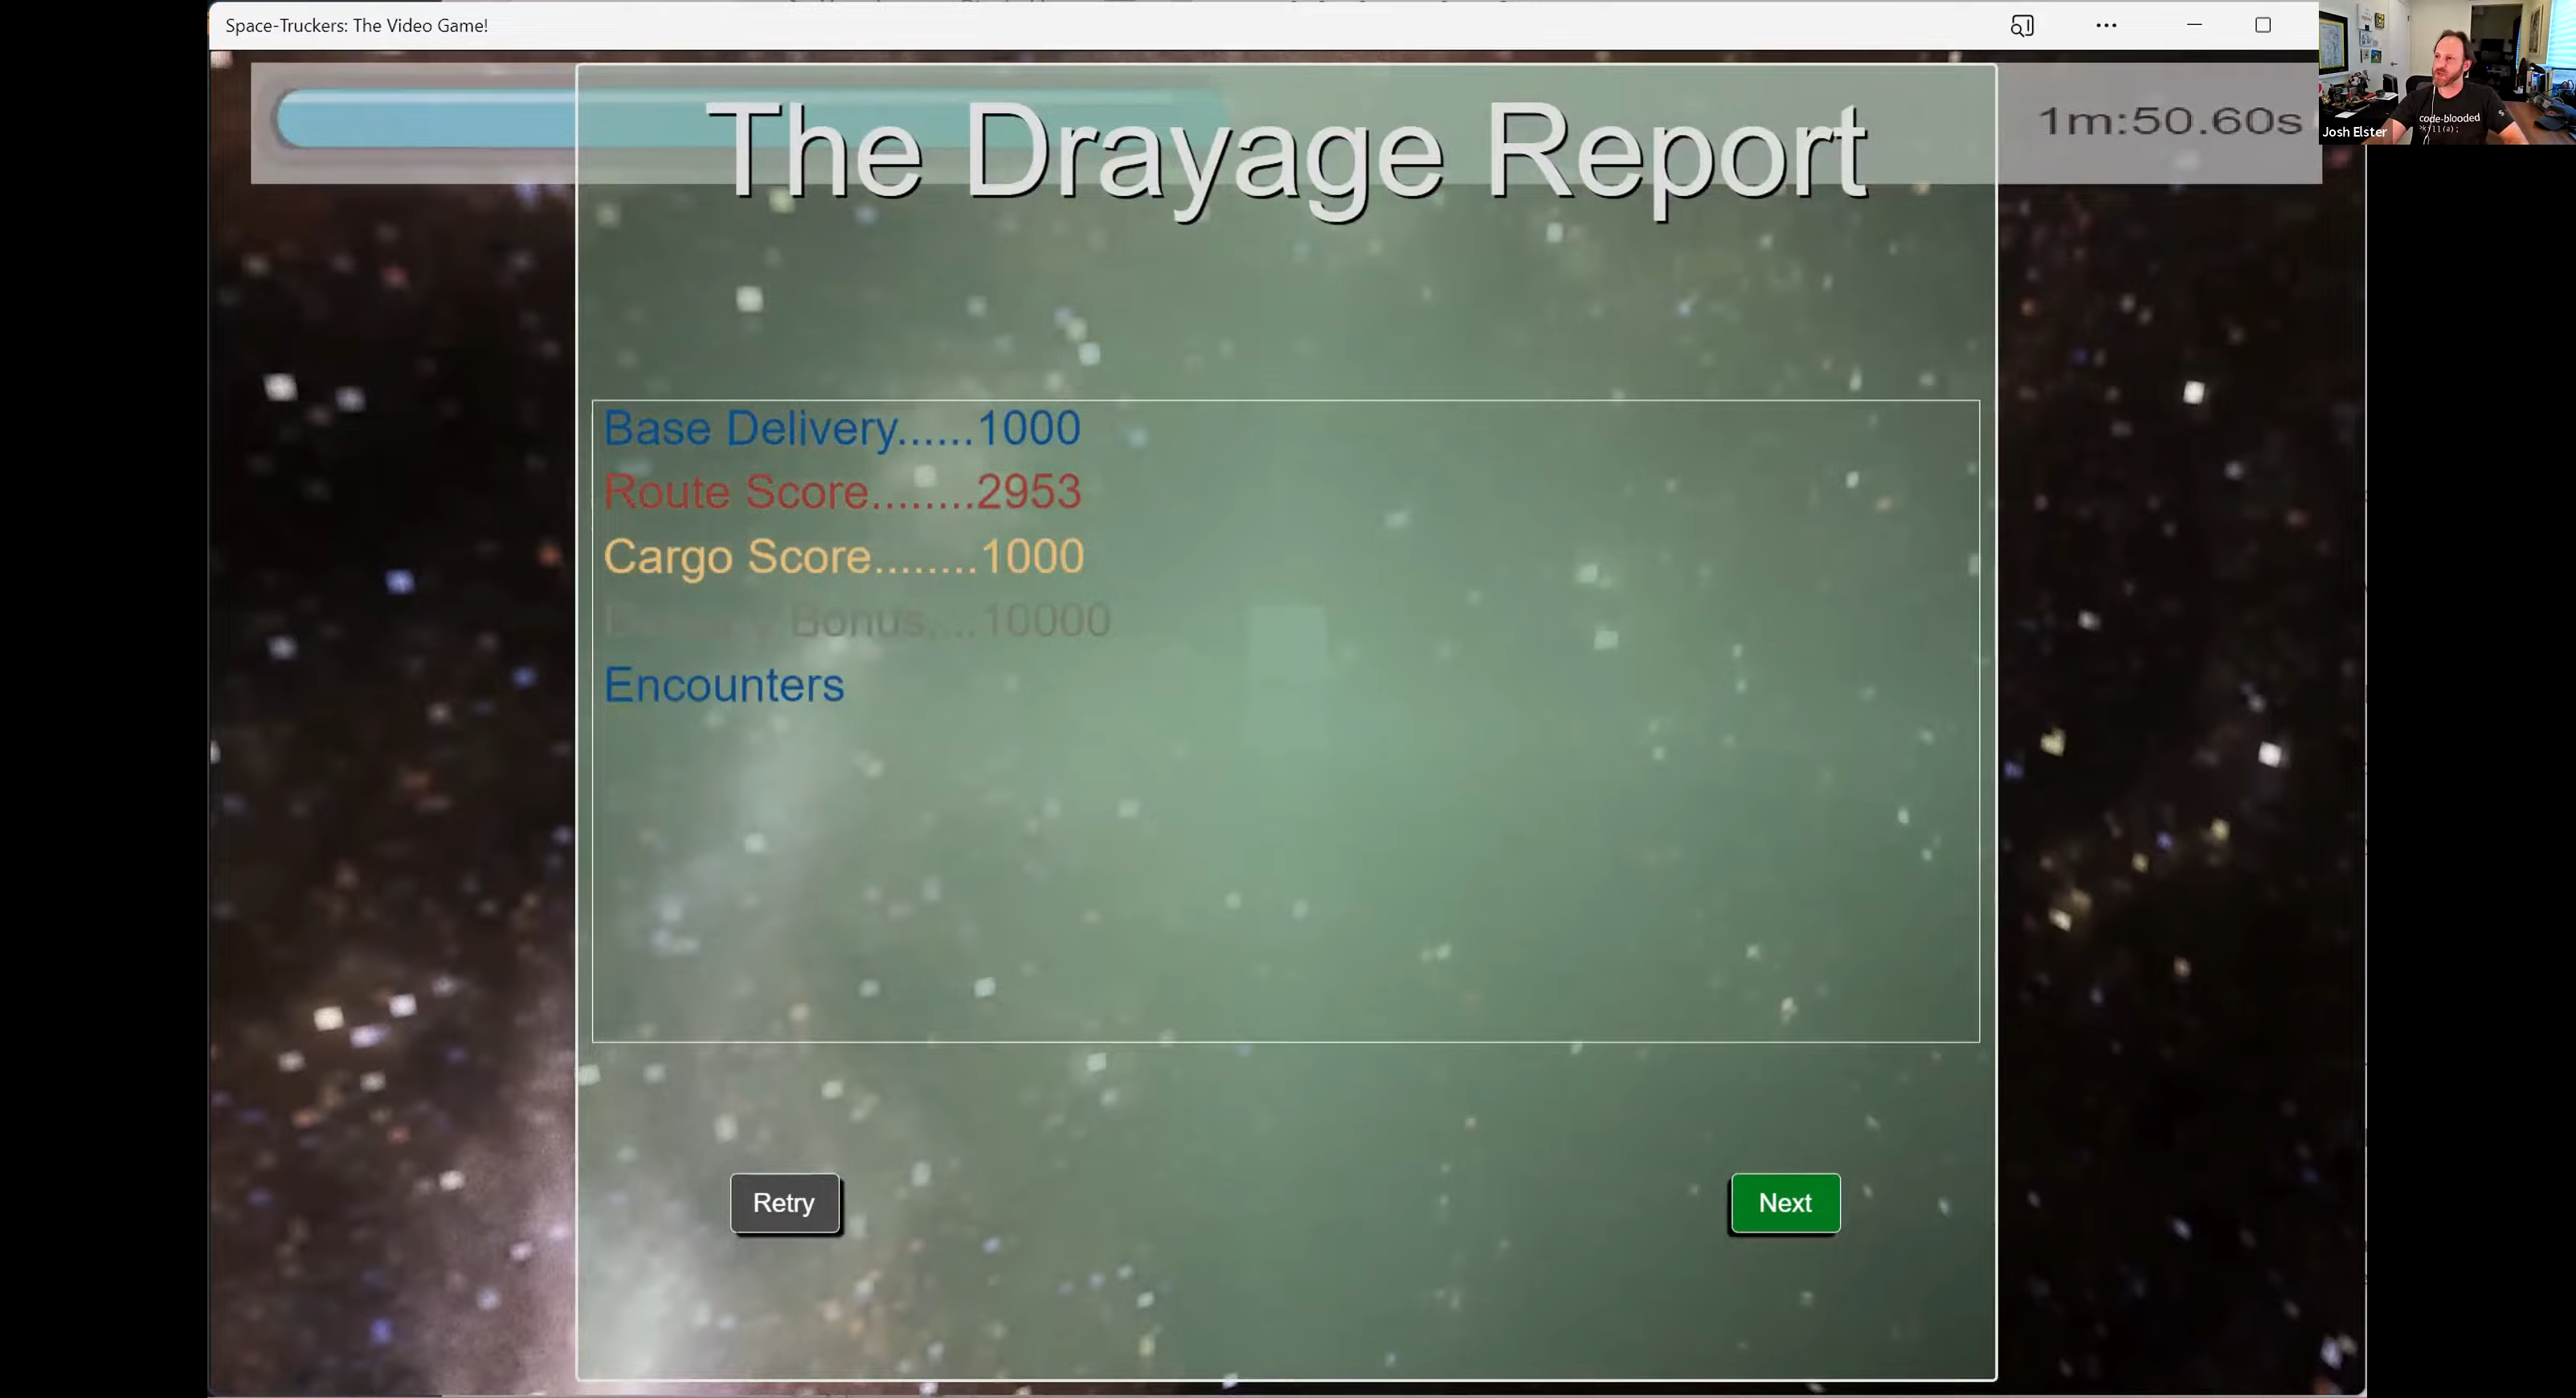 Space-Truckers: The Video Game!
The Drayage Report
1m:50.60s
Josh Elster
code-blooded
Base Delivery......1000
Route Score........2953
Cargo Score........1000
Bonus....10000
Encounters
Retry
Next